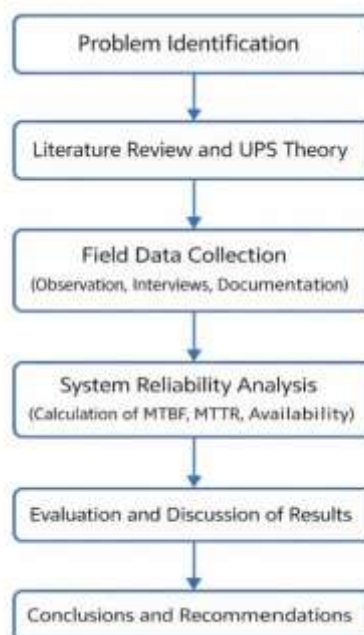 Problem Identification
Literature Review and UPS Theory
Field Data Collection
(Observation, Interviews, Documentation)
System Reliability Analysis
(Calculation of MTBF, MTTR, Availability)
Evaluation and Discussion of Results
Conclusions and Recommendations